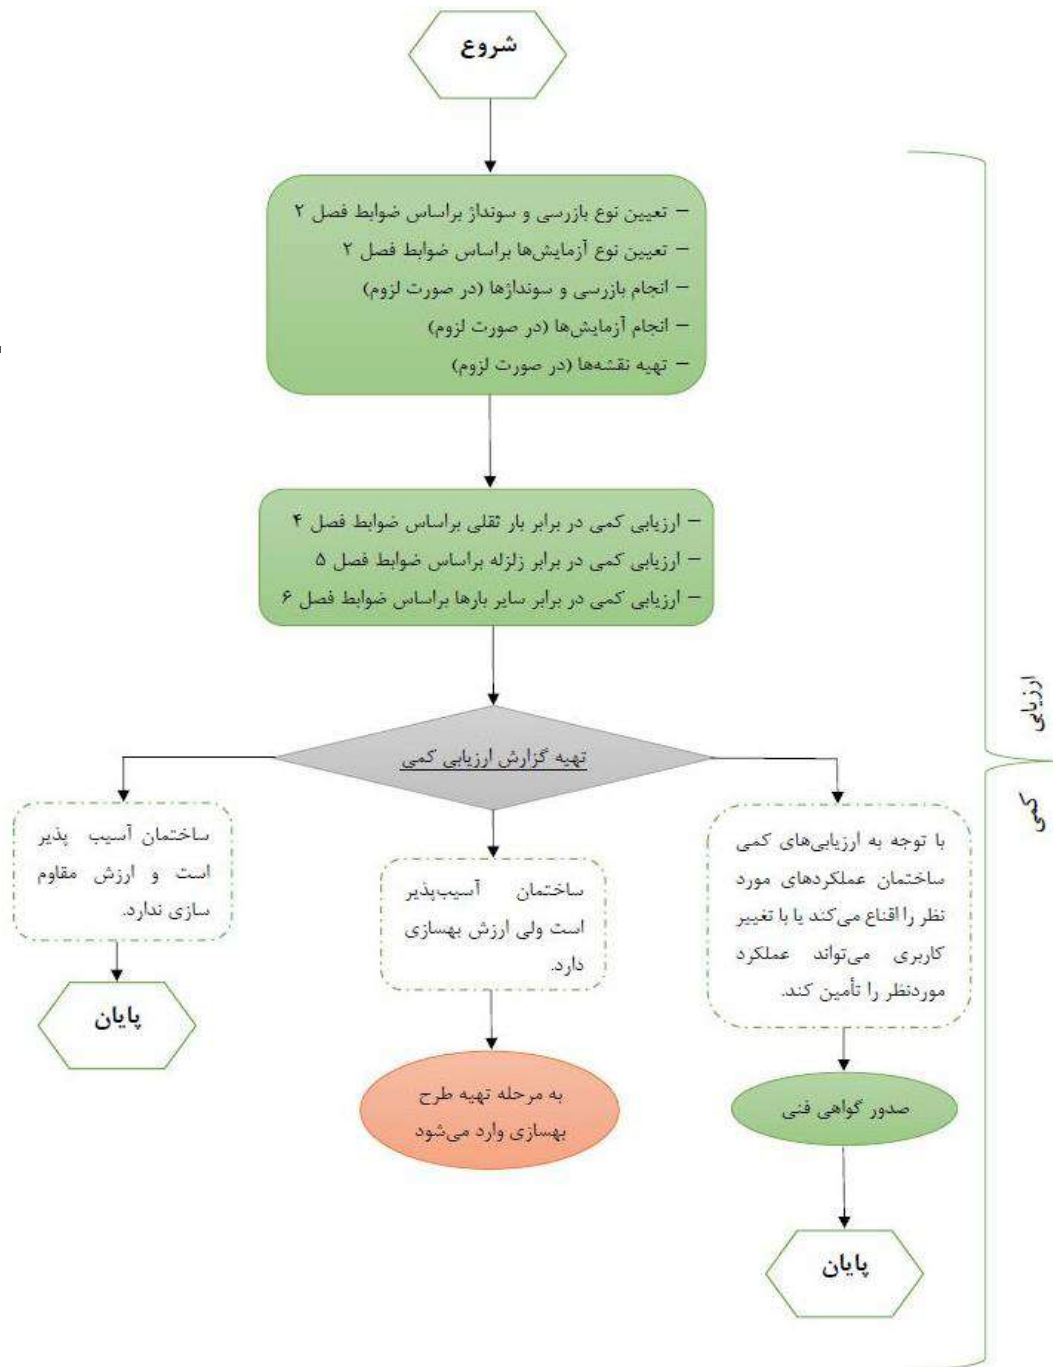 شروع
– تعیین نوع بازرسی و سونداژ براساس ضوابط فصل ۲
– تعیین نوع آزمایش‌ها براساس ضوابط فصل ۲
– انجام بازرسی و سونداژها (در صورت لزوم)
– انجام آزمایش‌ها (در صورت لزوم)
– تهیه نقشه‌ها (در صورت لزوم)
– ارزیابی کمی در برابر بار ثقلی براساس ضوابط فصل ۴
– ارزیابی کمی در برابر زلزله براساس ضوابط فصل ۵
– ارزیابی کمی در برابر سایر بارها براساس ضوابط فصل ۶
تهیه گزارش ارزیابی کمی
با توجه به ارزیابی‌های کمی
ساختمان عملکردهای مورد
نظر را اقناع می‌کند یا با تغییر
کاربری می‌تواند عملکرد
موردنظر را تأمین کند.
صدور گواهی فنی
پایان
ساختمان آسیب‌پذیر
است ولی ارزش بهسازی
دارد.
به مرحله تهیه طرح
بهسازی وارد می‌شود
ساختمان آسیب پذیر
است و ارزش مقاوم
سازی ندارد.
پایان
ارزیابی
کمی